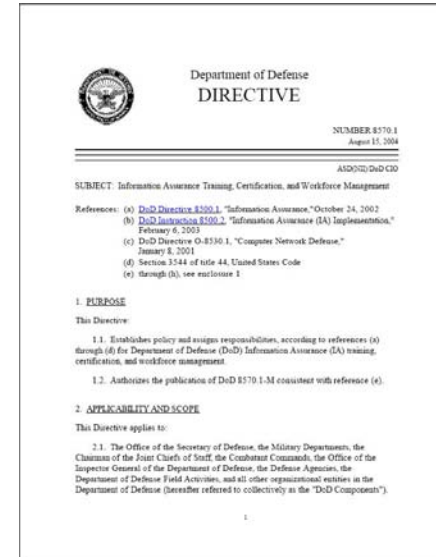 Department of Defense
DIRECTIVE
NUMBER 8570.1
August 15, 2004
ASD(NII)/DoD CIO
SUBJECT: Information Assurance Training, Certification, and Workforce Management
References: (a) DoD Directive 8500.1, "Information Assurance," October 24, 2002
(b) DoD Instruction 8500.2, "Information Assurance (IA) Implementation,"
February 6, 2003
(c) DoD Directive O-8530.1, "Computer Network Defense,"
January 8, 2001
(d) Section 3544 of title 44, United States Code
(e) through (h), see enclosure 1
1. PURPOSE
This Directive:
1.1. Establishes policy and assigns responsibilities, according to references (a)
through (d) for Department of Defense (DoD) Information Assurance (IA) training,
certification, and workforce management.
1.2. Authorizes the publication of DoD 8570.1-M consistent with reference (e).
2. APPLICABILITY AND SCOPE
This Directive applies to:
2.1. The Office of the Secretary of Defense, the Military Departments, the
Chairman of the Joint Chiefs of Staff, the Combatant Commands, the Office of the
Inspector General of the Department of Defense, the Defense Agencies, the
Department of Defense Field Activities, and all other organizational entities in the
Department of Defense (hereafter referred to collectively as the "DoD Components").
1